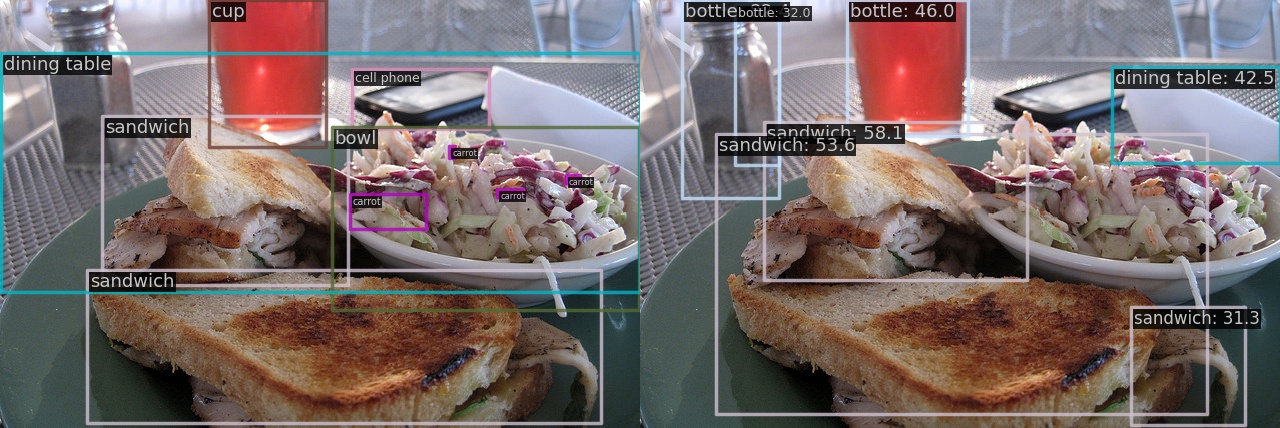 cup
dining table
cell phone
sandwich
bowl
carrot
carrot
carrot
carrot
sandwich
bottle: 32.0
bottle: 46.0
dining table: 42.5
sandwich: 58.1
sandwich: 53.6
sandwich: 31.3